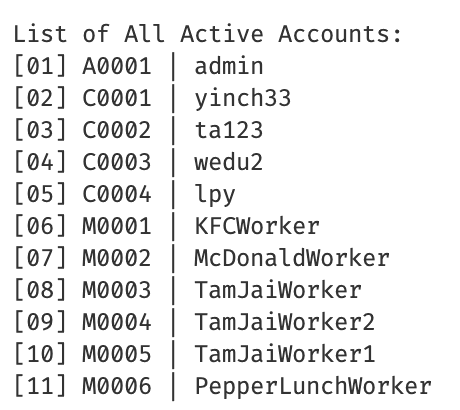 List of All Active Accounts:
[01] A0001 | admin
[02] C0001 | yinch33
[03] C0002 | ta123
[04] C0003 | wedu2
[05] C0004 | lpy
[06] M0001 | KFCWorker
[07] M0002 | McDonaldWorker
[08] M0003 | TamJaiWorker
[09] M0004 | TamJaiWorker2
[10] M0005 | TamJaiWorker1
[11] M0006 | PepperLunchWorker